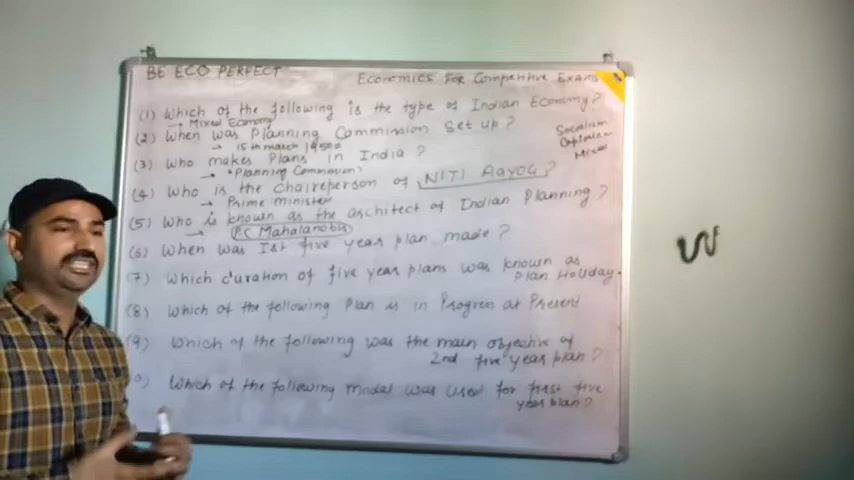 BE ECO PERFECT
Economics For Competitive Exams
(1) Which of the following is the type of Indian Economy?
→ Mixed Economy
(2) When was Planning Commission Set up?
→ 15th march 1950
Socialism
Capitalism
Mixed
(3) Who makes Plans in India?
→ Planning Commission
(4) Who is the chaireperson of NITI Aayog?
→ Prime minister
(5) Who is known as the architect of Indian Planning?
→ P.C Mahalanobis
(6) When was Ist five year plan made?
(7) Which duration of five year plans was known as
Plan Holiday.
(8) Which of the following Plan is in Progress at Present
(9) Which of the following was the main objective of
2nd five year plan?
Which of the following model was used for first five
year plan?